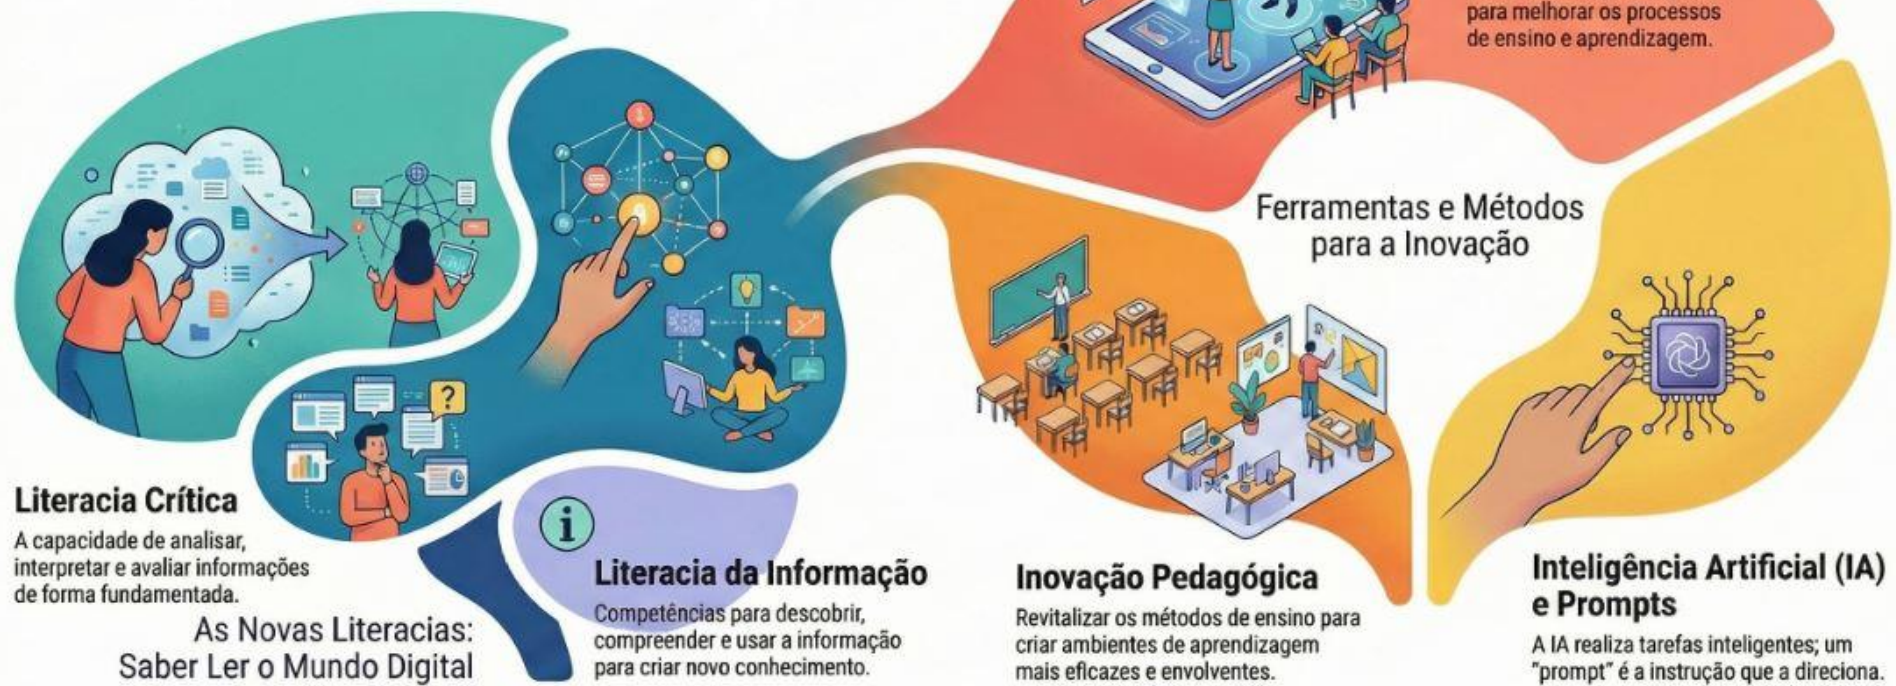 para melhorar os processos
de ensino e aprendizagem.
Ferramentas e Métodos
para a Inovação
?
Literacia Crítica
A capacidade de analisar,
interpretar e avaliar informações
de forma fundamentada.
As Novas Literacias:
Saber Ler o Mundo Digital
i
Literacia da Informação
Competências para descobrir,
compreender e usar a informação
para criar novo conhecimento.
Inovação Pedagógica
Revitalizar os métodos de ensino para
criar ambientes de aprendizagem
mais eficazes e envolventes.
Inteligência Artificial (IA)
e Prompts
A IA realiza tarefas inteligentes; um
"prompt" é a instrução que a direciona.